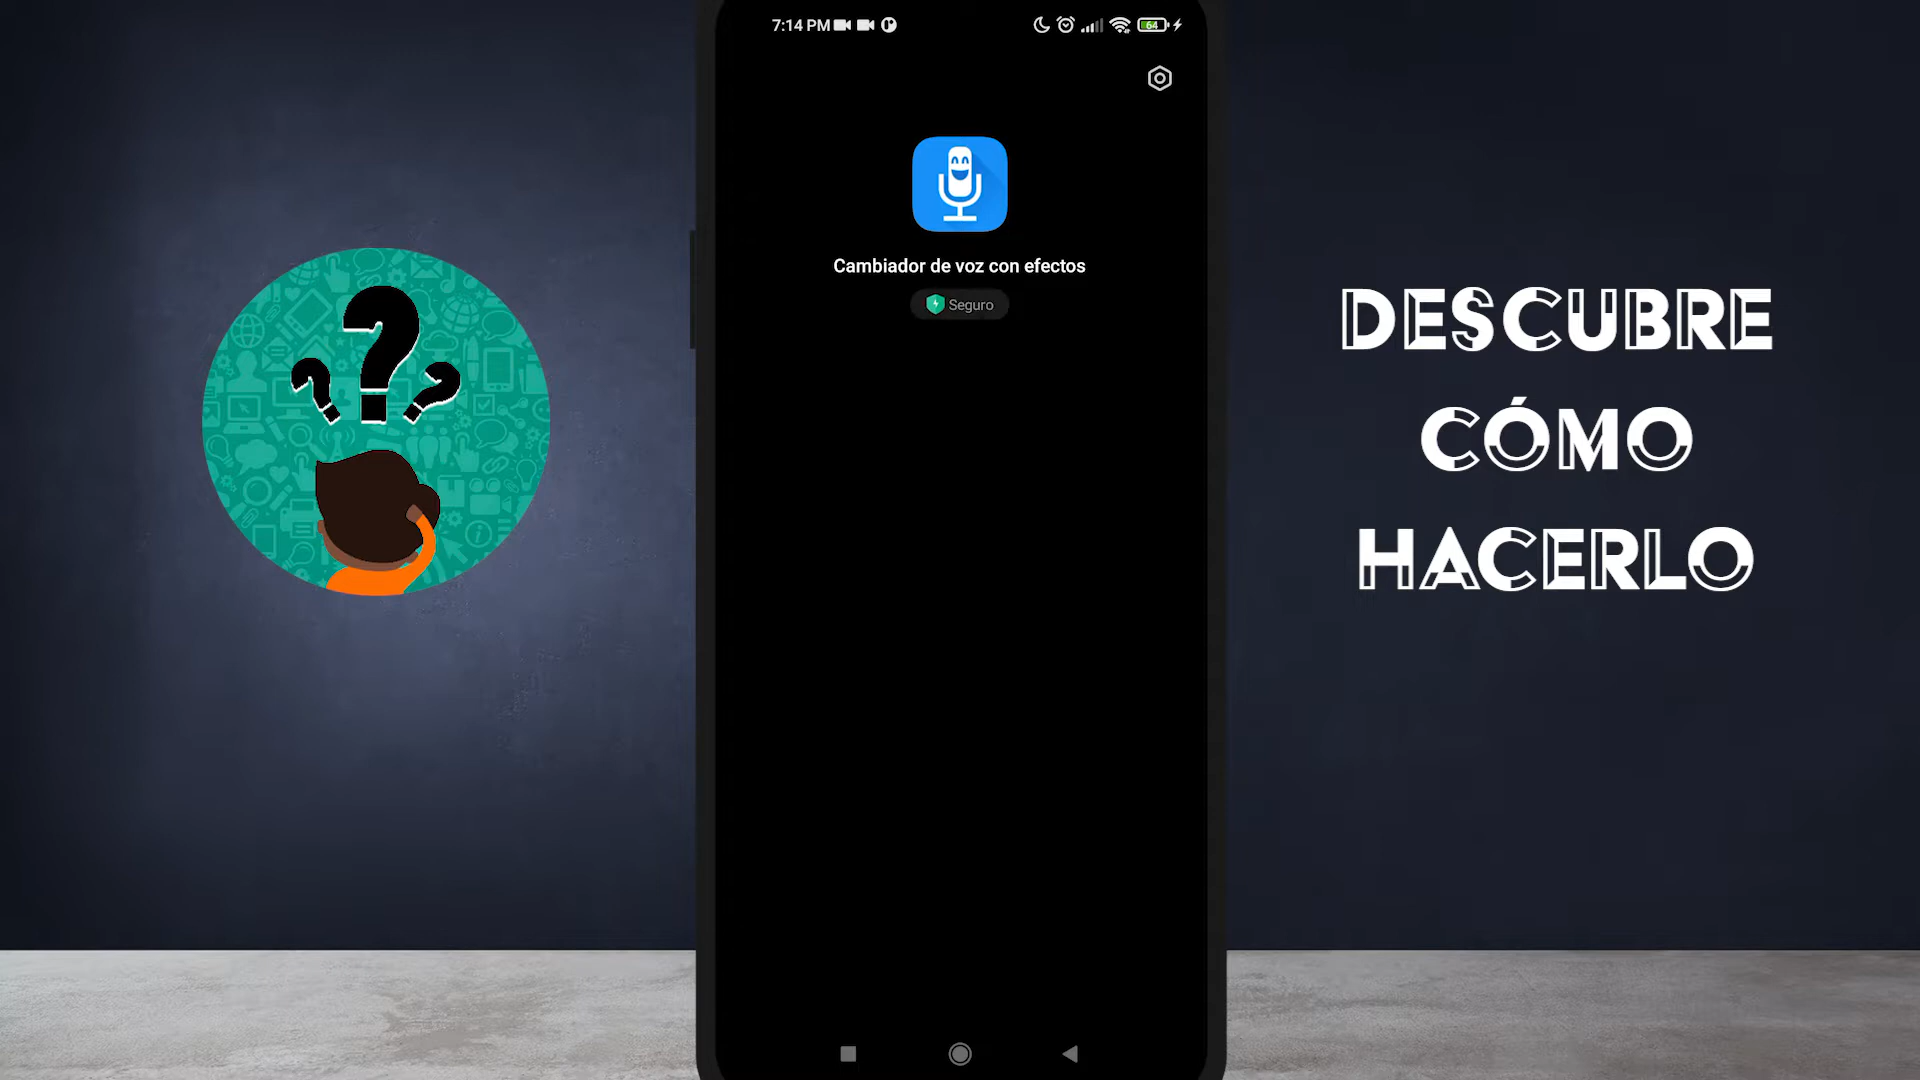 7:14 PM
64
Cambiador de voz con efectos
Seguro
DESCUBRE
CÓMO
HACERLO